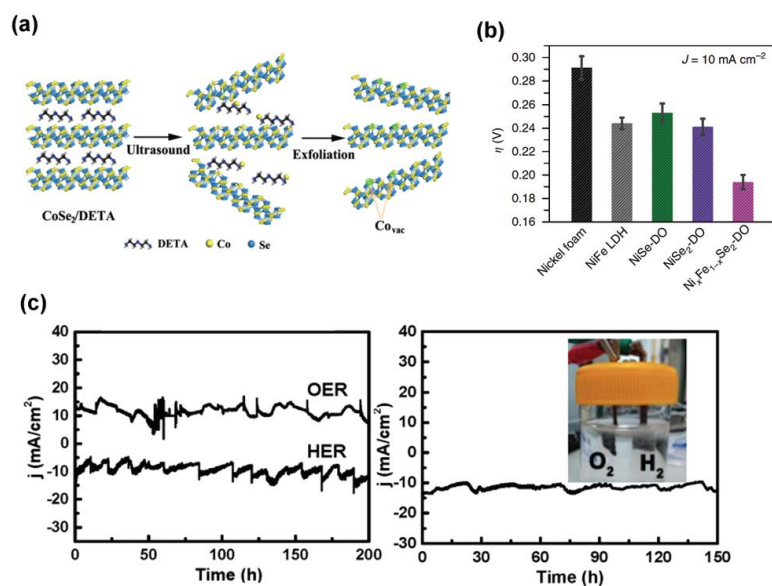 (a)
Ultrasound
Exfoliation
CoSe₂/DETA
Co_vac
DETA
Co
Se
(b)
J = 10 mA cm⁻²
η (V)
0.30
0.28
0.26
0.24
0.22
0.20
0.18
0.16
Nickel foam
NiFe LDH
NiSe-DO
NiSe₂-DO
NiₓFe₁₋ₓSe₂-DO
(c)
j (mA/cm²)
40
30
20
10
0
-10
-20
-30
OER
HER
0
50
100
150
200
Time (h)
j (mA/cm²)
40
30
20
10
0
-10
-20
-30
O₂
H₂
0
30
60
90
120
150
Time (h)